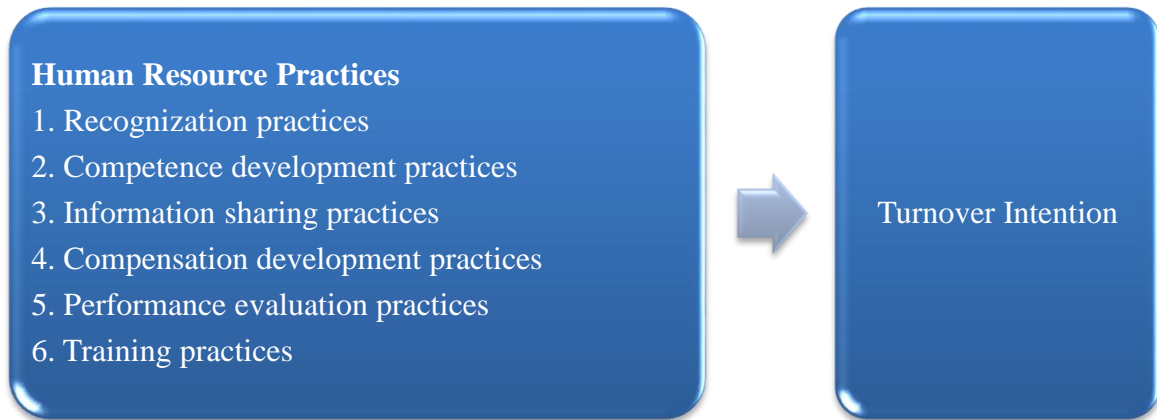 Human Resource Practices
1. Recognization practices
2. Competence development practices
3. Information sharing practices
4. Compensation development practices
5. Performance evaluation practices
6. Training practices
Turnover Intention